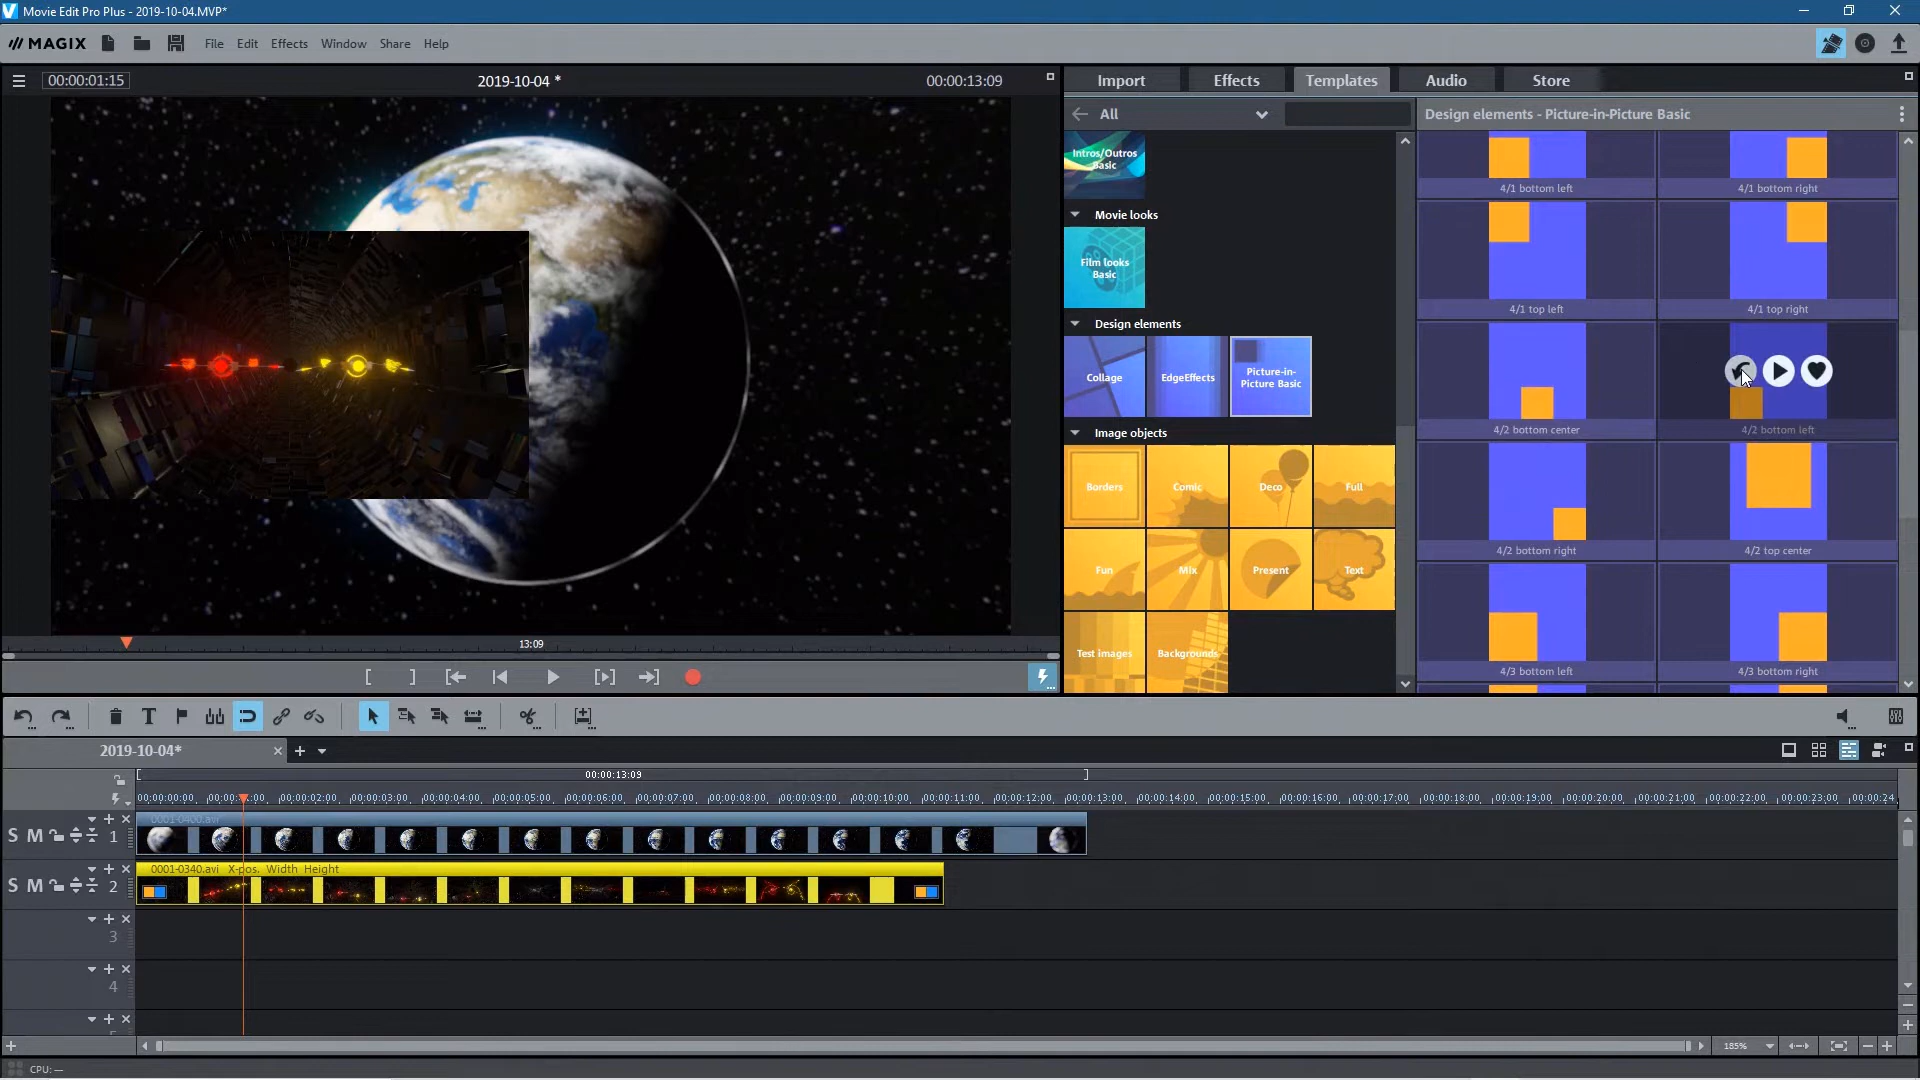 Movie Edit Pro Plus - 2019-10-04.MVP*
MAGIX File Edit Effects Window Share Help
00:00:01:15 2019-10-04 * 00:00:13:09
Import Effects Templates Audio Store
All
Design elements - Picture-in-Picture Basic
Intros/Outros
Basic
Movie looks
Film looks
Basic
Design elements
Collage
EdgeEffects
Picture-in-
Picture Basic
Image objects
Borders
Comic
Deco
Full
Fun
Mix
Present
Text
Test images
Backgrounds
4/1 bottom left
4/1 bottom right
4/1 top left
4/1 top right
4/2 bottom center
4/2 bottom left
4/2 bottom right
4/2 top center
4/3 bottom left
4/3 bottom right
13:09
2019-10-04*
00:00:13:09
00:00:00:00 00:00:02:00 00:00:03:00 00:00:04:00 00:00:05:00 00:00:06:00 00:00:07:00 00:00:08:00 00:00:09:00 00:00:10:00 00:00:11:00 00:00:12:00 00:00:13:00 00:00:14:00 00:00:15:00 00:00:16:00 00:00:17:00 00:00:18:00 00:00:19:00 00:00:20:00 00:00:21:00 00:00:22:00 00:00:23:00 00:00:24
0001-0400.avi
S M 1
0001-0340.avi X-pos. Width Height
S M 2
3
4
185%
CPU: —